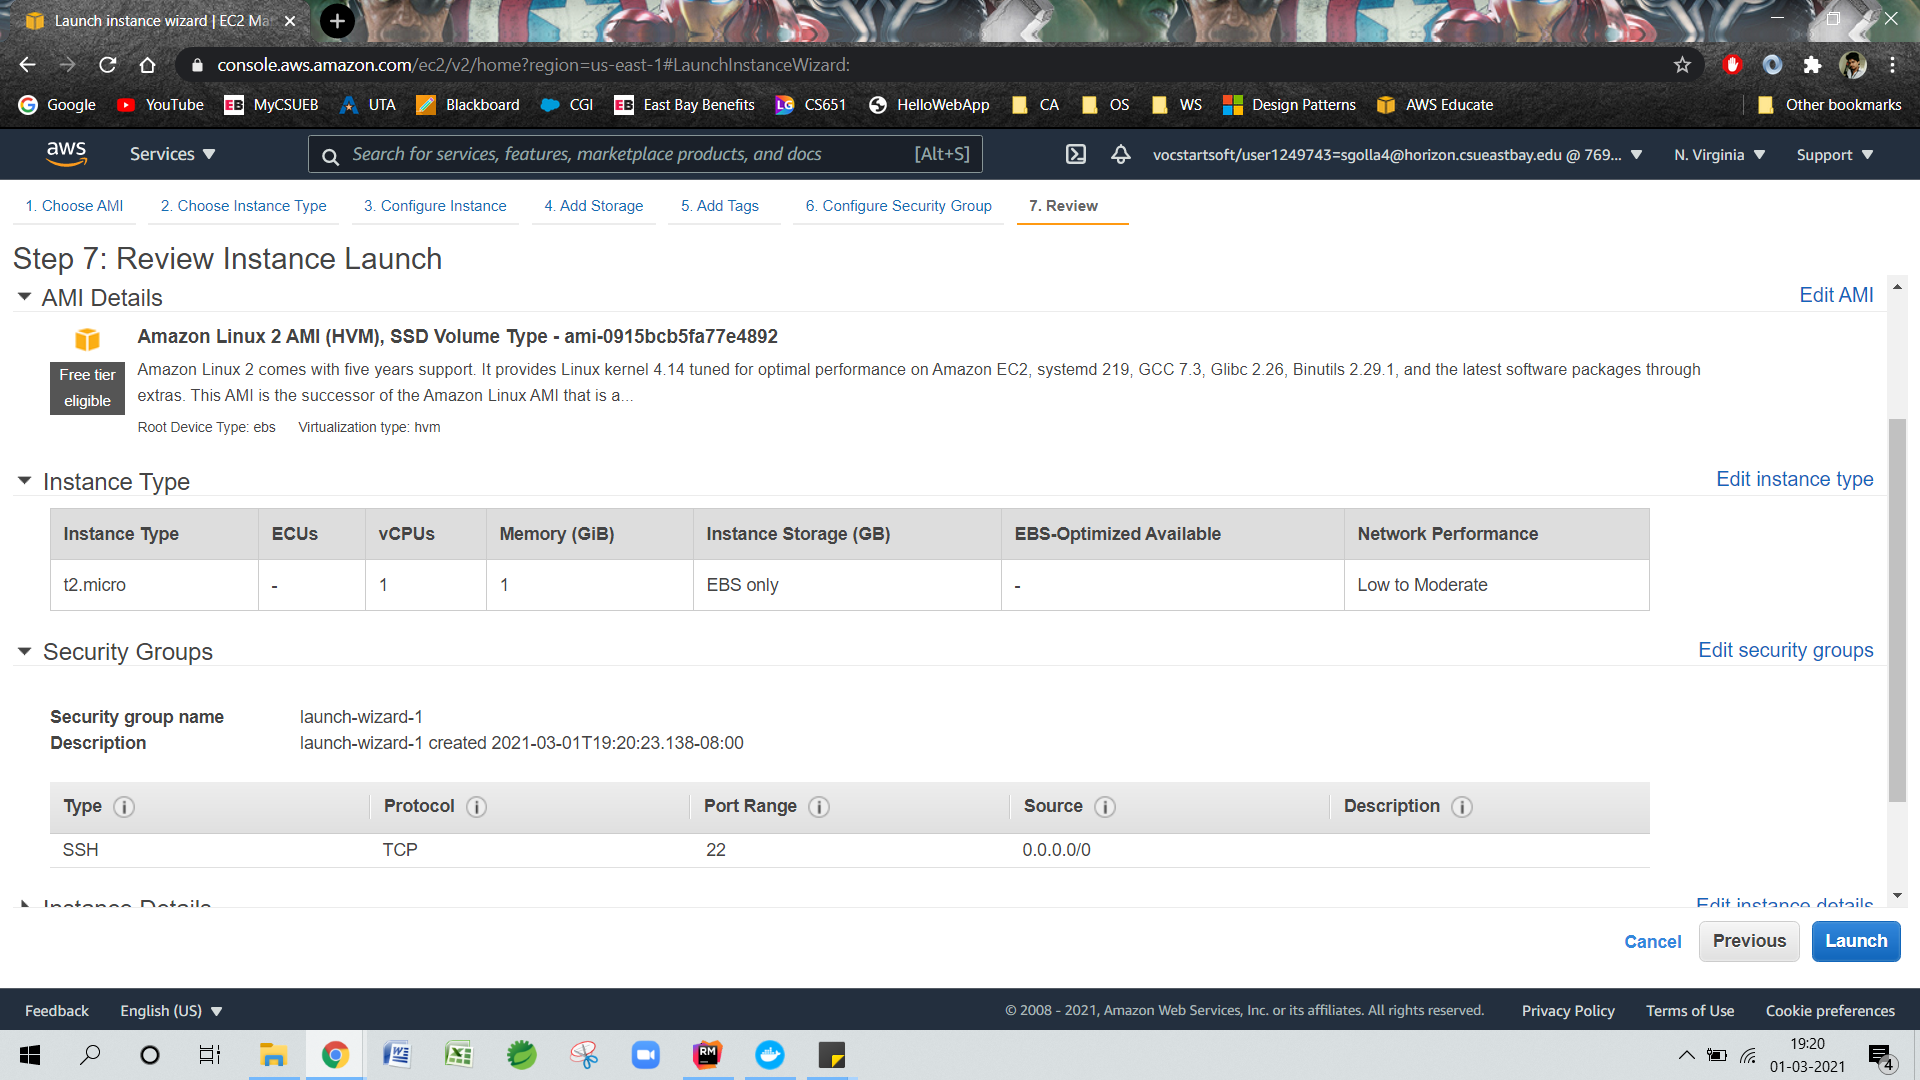 Launch instance wizard | EC2 Ma
console.aws.amazon.com/ec2/v2/home?region=us-east-1#LaunchInstanceWizard:
Google YouTube EB MyCSUEB UTA Blackboard CGI EB East Bay Benefits LG CS651 HelloWebApp CA OS WS Design Patterns AWS Educate Other bookmarks
aws Services Search for services, features, marketplace products, and docs [Alt+S] vocstartsoft/user1249743=sgolla4@horizon.csueastbay.edu @ 769... N. Virginia Support
1. Choose AMI 2. Choose Instance Type 3. Configure Instance 4. Add Storage 5. Add Tags 6. Configure Security Group 7. Review
Step 7: Review Instance Launch
AMI Details Edit AMI
Amazon Linux 2 AMI (HVM), SSD Volume Type - ami-0915bcb5fa77e4892
Free tier eligible
Amazon Linux 2 comes with five years support. It provides Linux kernel 4.14 tuned for optimal performance on Amazon EC2, systemd 219, GCC 7.3, Glibc 2.26, Binutils 2.29.1, and the latest software packages through
extras. This AMI is the successor of the Amazon Linux AMI that is a...
Root Device Type: ebs Virtualization type: hvm
Instance Type Edit instance type
Instance Type ECUs vCPUs Memory (GiB) Instance Storage (GB) EBS-Optimized Available Network Performance
t2.micro - 1 1 EBS only - Low to Moderate
Security Groups Edit security groups
Security group name launch-wizard-1
Description launch-wizard-1 created 2021-03-01T19:20:23.138-08:00
Type Protocol Port Range Source Description
SSH TCP 22 0.0.0.0/0
Instance Details Edit instance details
Cancel Previous Launch
Feedback English (US) © 2008 - 2021, Amazon Web Services, Inc. or its affiliates. All rights reserved. Privacy Policy Terms of Use Cookie preferences
RM 19:20
01-03-2021 4